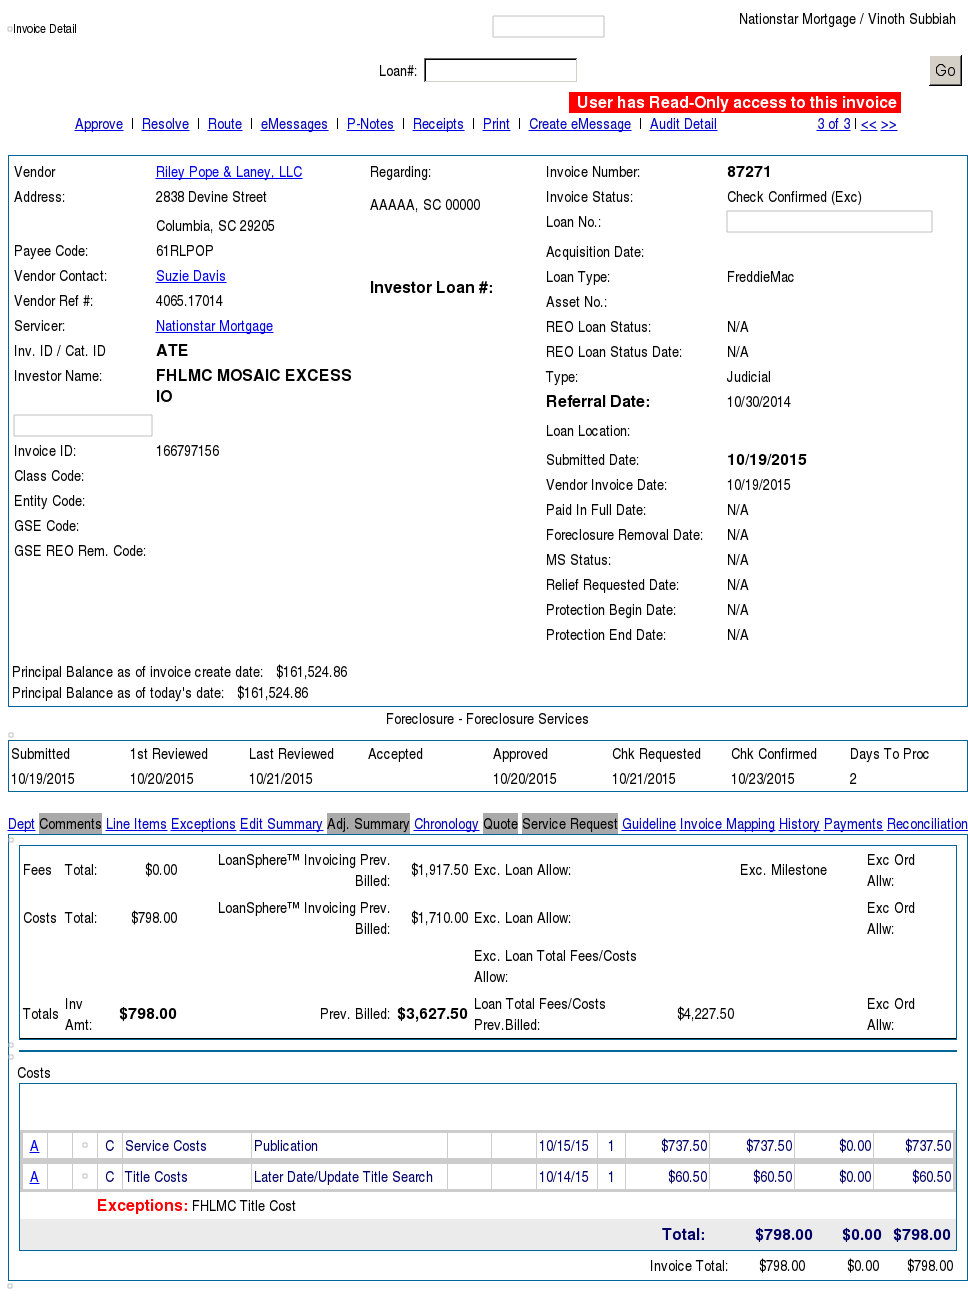 Invoice Detail
Nationstar Mortgage / Vinoth Subbiah
Loan#:
Go
User has Read-Only access to this invoice
Approve | Resolve | Route | eMessages | P-Notes | Receipts | Print | Create eMessage | Audit Detail 3 of 3 | << >>
Vendor Riley Pope & Laney, LLC Regarding: Invoice Number: 87271
Address: 2838 Devine Street AAAAA, SC 00000 Invoice Status: Check Confirmed (Exc)
Columbia, SC 29205 Loan No.:
Payee Code: 61RLPOP Acquisition Date:
Vendor Contact: Suzie Davis Investor Loan #: Loan Type: FreddieMac
Vendor Ref #: 4065.17014 Asset No.:
Servicer: Nationstar Mortgage REO Loan Status: N/A
Inv. ID / Cat. ID ATE REO Loan Status Date: N/A
Investor Name: FHLMC MOSAIC EXCESS Type: Judicial
IO Referral Date: 10/30/2014
Loan Location:
Invoice ID: 166797156 Submitted Date: 10/19/2015
Class Code: Vendor Invoice Date: 10/19/2015
Entity Code: Paid In Full Date: N/A
GSE Code: Foreclosure Removal Date: N/A
GSE REO Rem. Code: MS Status: N/A
Relief Requested Date: N/A
Protection Begin Date: N/A
Protection End Date: N/A
Principal Balance as of invoice create date: $161,524.86
Principal Balance as of today's date: $161,524.86
Foreclosure - Foreclosure Services
Submitted 1st Reviewed Last Reviewed Accepted Approved Chk Requested Chk Confirmed Days To Proc
10/19/2015 10/20/2015 10/21/2015 10/20/2015 10/21/2015 10/23/2015 2
Dept Comments Line Items Exceptions Edit Summary Adj. Summary Chronology Quote Service Request Guideline Invoice Mapping History Payments Reconciliation
Fees Total: $0.00 LoanSphere™ Invoicing Prev. Billed: $1,917.50 Exc. Loan Allow: Exc. Milestone Exc Ord Allw:
Costs Total: $798.00 LoanSphere™ Invoicing Prev. Billed: $1,710.00 Exc. Loan Allow: Exc Ord Allw:
Exc. Loan Total Fees/Costs Allow:
Totals Inv Amt: $798.00 Prev. Billed: $3,627.50 Loan Total Fees/Costs Prev.Billed: $4,227.50 Exc Ord Allw:
Costs
A C Service Costs Publication 10/15/15 1 $737.50 $737.50 $0.00 $737.50
A C Title Costs Later Date/Update Title Search 10/14/15 1 $60.50 $60.50 $0.00 $60.50
Exceptions: FHLMC Title Cost
Total: $798.00 $0.00 $798.00
Invoice Total: $798.00 $0.00 $798.00